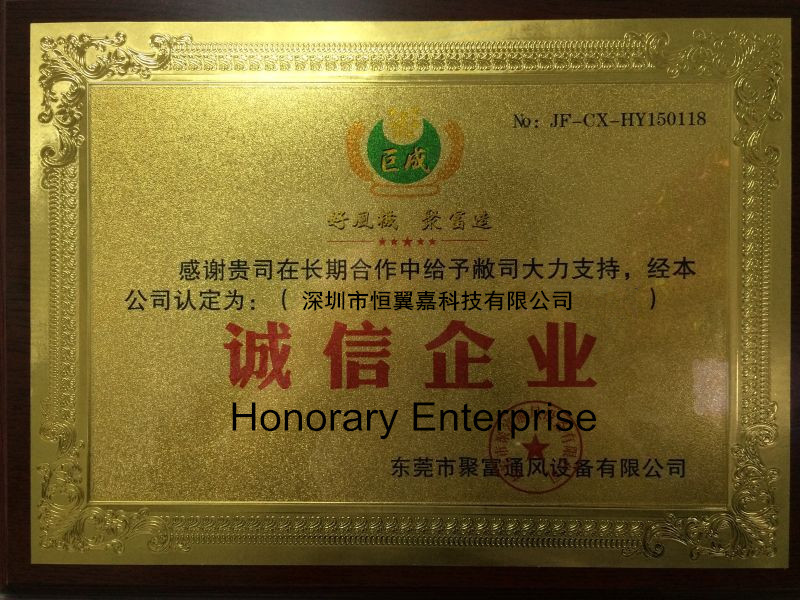 No: JF-CX-HY150118
巨成
好風機 聚富造
感谢贵司在长期合作中给予敝司大力支持，经本
公司认定为：（ 深圳市恒翼嘉科技有限公司 ）
诚信企业
Honorary Enterprise
东莞市聚富通风设备有限公司